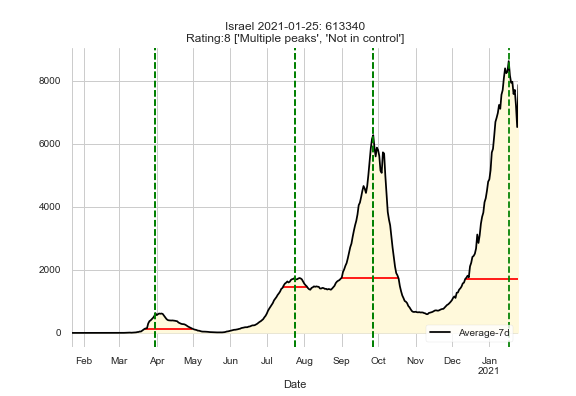 Israel 2021-01-25: 613340
Rating:8 ['Multiple peaks', 'Not in control']
8000
6000
4000
2000
0
Average-7d
Feb Mar Apr May Jun Jul Aug Sep Oct Nov Dec Jan
2021
Date